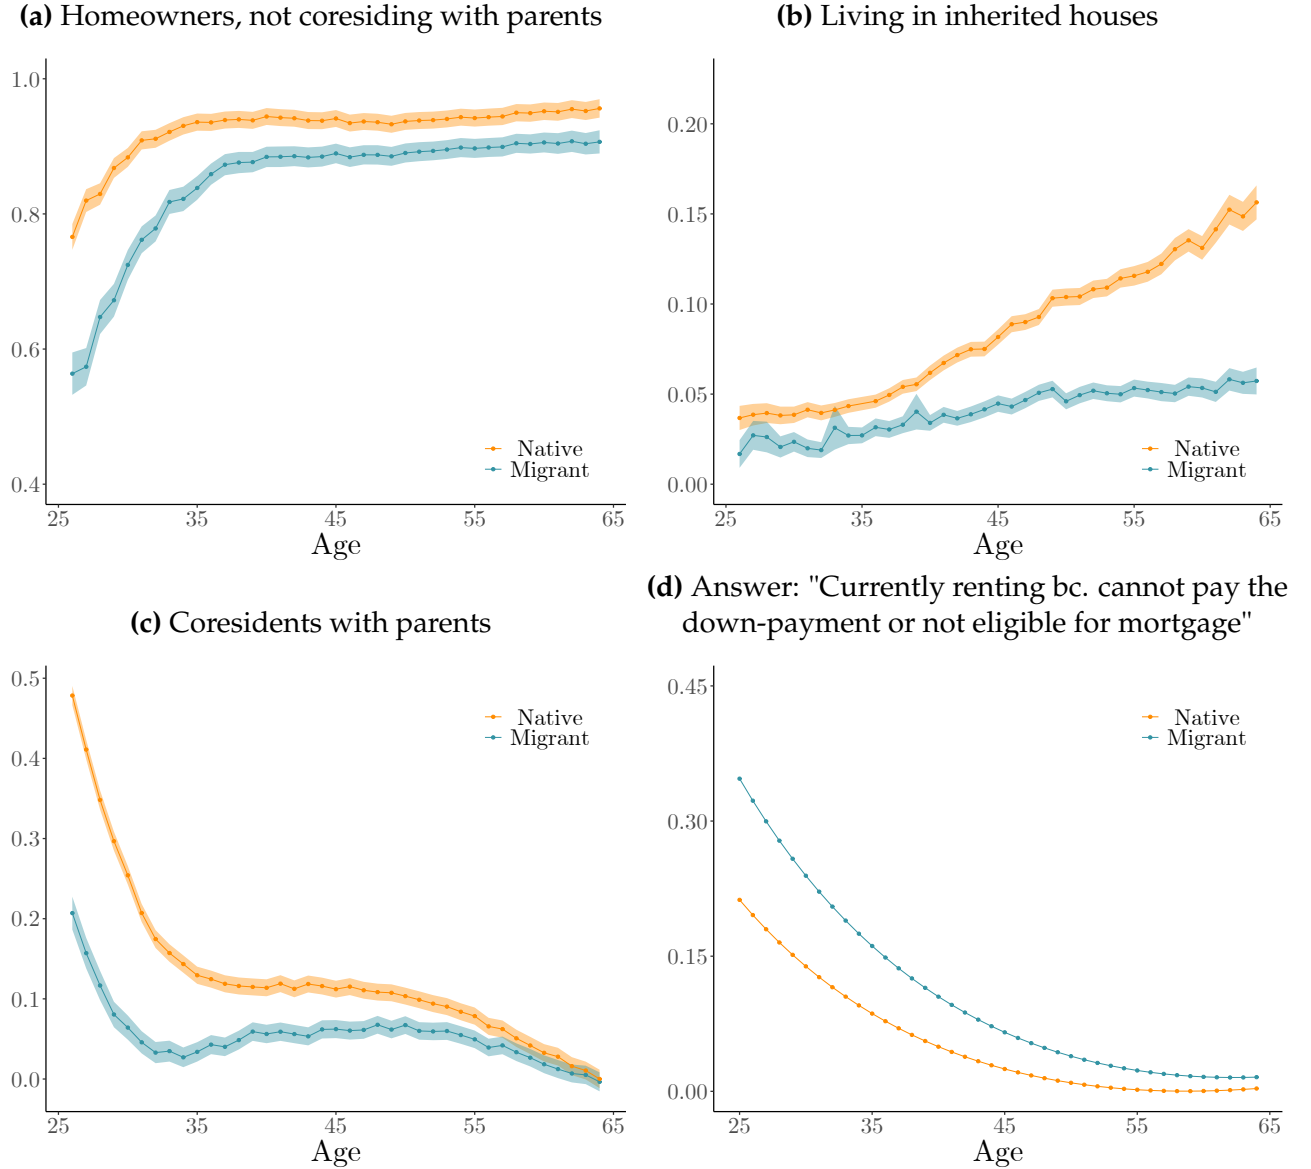 (a) Homeowners, not coresiding with parents
1.0
0.8
0.6
0.4
Native
Migrant
25 35 45 55 65
Age
(b) Living in inherited houses
0.20
0.15
0.10
0.05
0.00
Native
Migrant
25 35 45 55 65
Age
(c) Coresidents with parents
0.5
0.4
0.3
0.2
0.1
0.0
Native
Migrant
25 35 45 55 65
Age
(d) Answer: "Currently renting bc. cannot pay the
down-payment or not eligible for mortgage"
0.45
0.30
0.15
0.00
Native
Migrant
25 35 45 55 65
Age